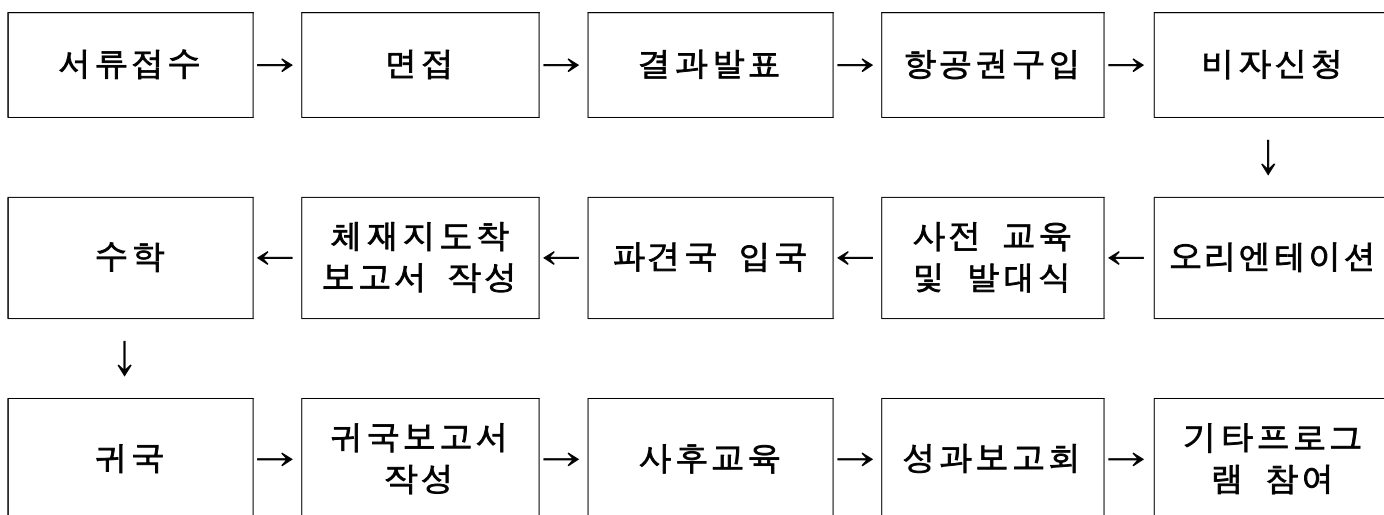 서류접수 → 면접 → 결과발표 → 항공권구입 → 비자신청
↓
오리엔테이션
←
사전 교육
및 발대식
←
파견국 입국
←
체재지도착
보고서 작성
←
수학
↓
귀국
→
귀국보고서
작성
→
사후교육
→
성과보고회
→
기타프로그
램 참여